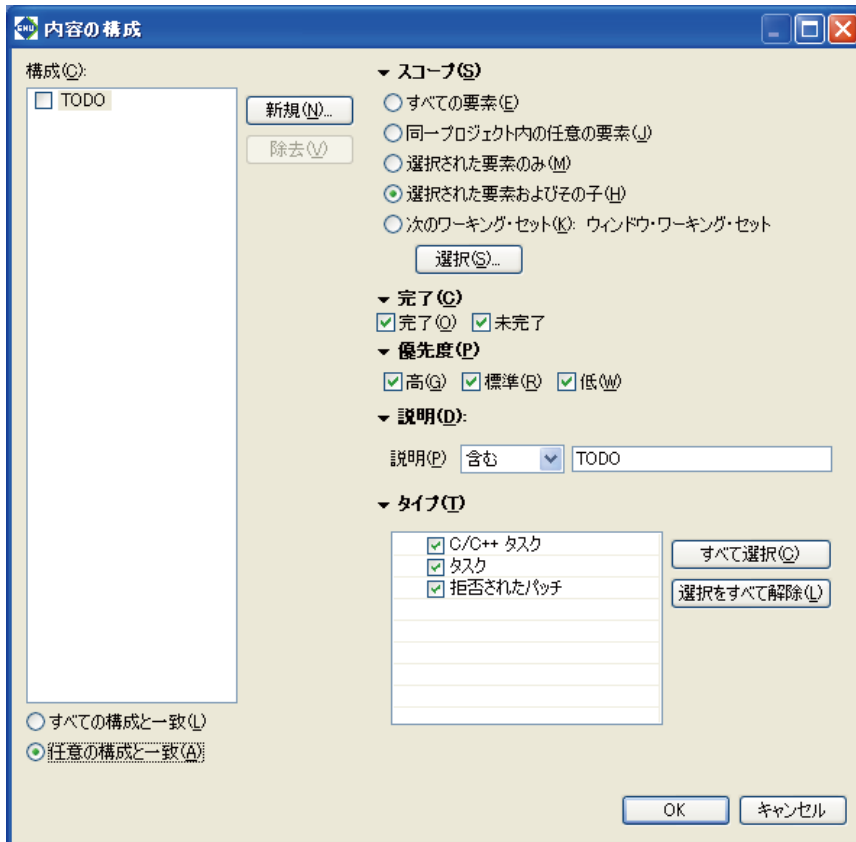 GNU 内容の構成
構成(C):
TODO
新規(N)...
除去(V)
すべての構成と一致(L)
任意の構成と一致(A)
スコープ(S)
すべての要素(E)
同一プロジェクト内の任意の要素(J)
選択された要素のみ(M)
選択された要素およびその子(H)
次のワーキング・セット(K): ウィンドウ・ワーキング・セット
選択(S)...
完了(C)
完了(O) 未完了
優先度(P)
高(G) 標準(R) 低(W)
説明(D):
説明(P) 含む TODO
タイプ(T)
C/C++ タスク
タスク
拒否されたパッチ
すべて選択(C)
選択をすべて解除(L)
OK キャンセル